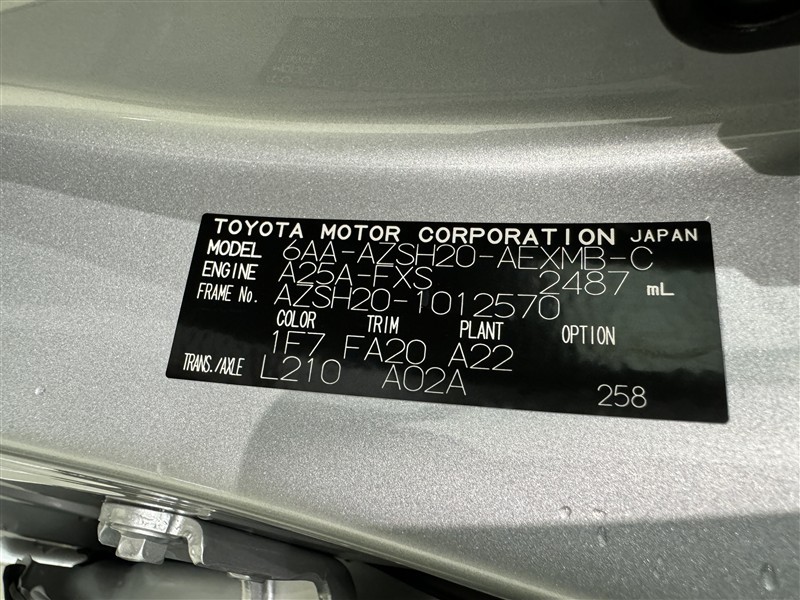 TOYOTA MOTOR CORPORATION JAPAN
MODEL 6AA-AZSH20-AEXMB-C
ENGINE A25A-FXS 2487 mL
FRAME No. AZSH20-1012570
COLOR TRIM PLANT OPTION
1F7 FA20 A22
TRANS./AXLE L210 A02A 258